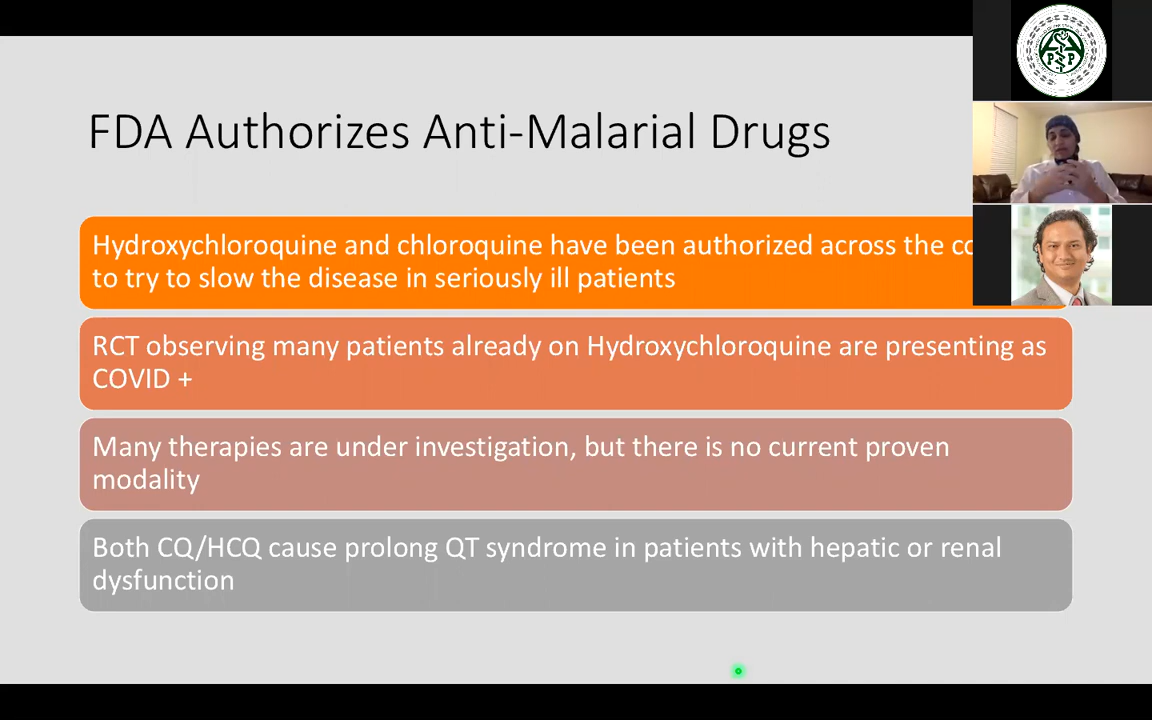 FDA Authorizes Anti-Malarial Drugs
Hydroxychloroquine and chloroquine have been authorized across the
to try to slow the disease in seriously ill patients
RCT observing many patients already on Hydroxychloroquine are presenting as
COVID +
Many therapies are under investigation, but there is no current proven
modality
Both CQ/HCQ cause prolong QT syndrome in patients with hepatic or renal
dysfunction